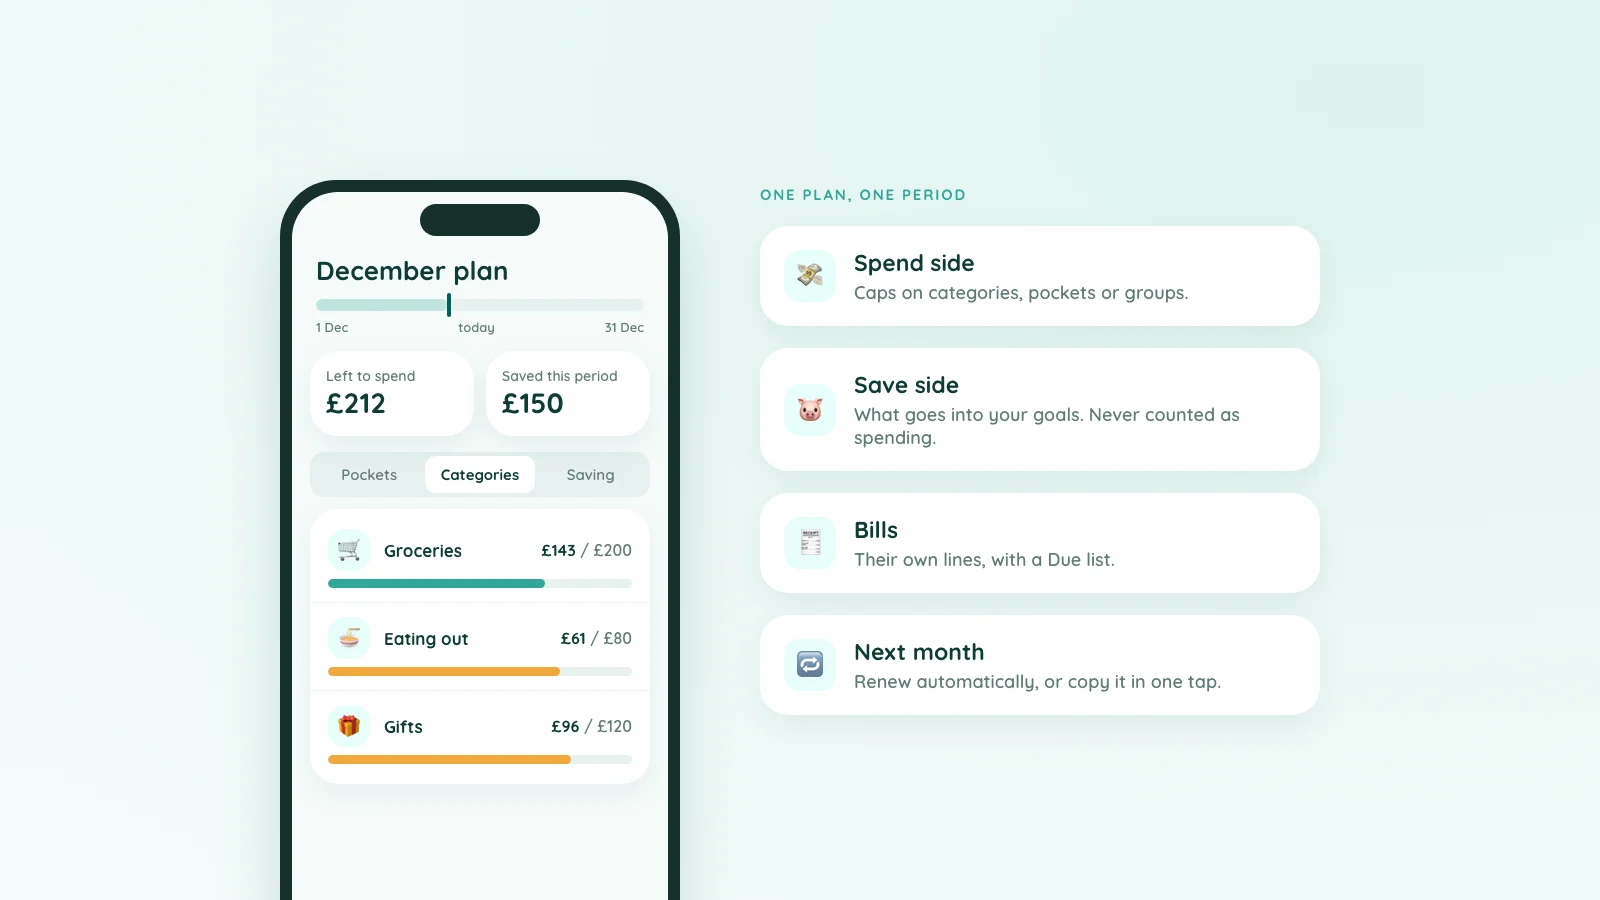 December plan
1 Dec
today
31 Dec
Left to spend
£212
Saved this period
£150
Pockets
Categories
Saving
Groceries
£143 / £200
Eating out
£61 / £80
Gifts
£96 / £120
ONE PLAN, ONE PERIOD
Spend side
Caps on categories, pockets or groups.
Save side
What goes into your goals. Never counted as
spending.
RECEIPT
Bills
Their own lines, with a Due list.
Next month
Renew automatically, or copy it in one tap.